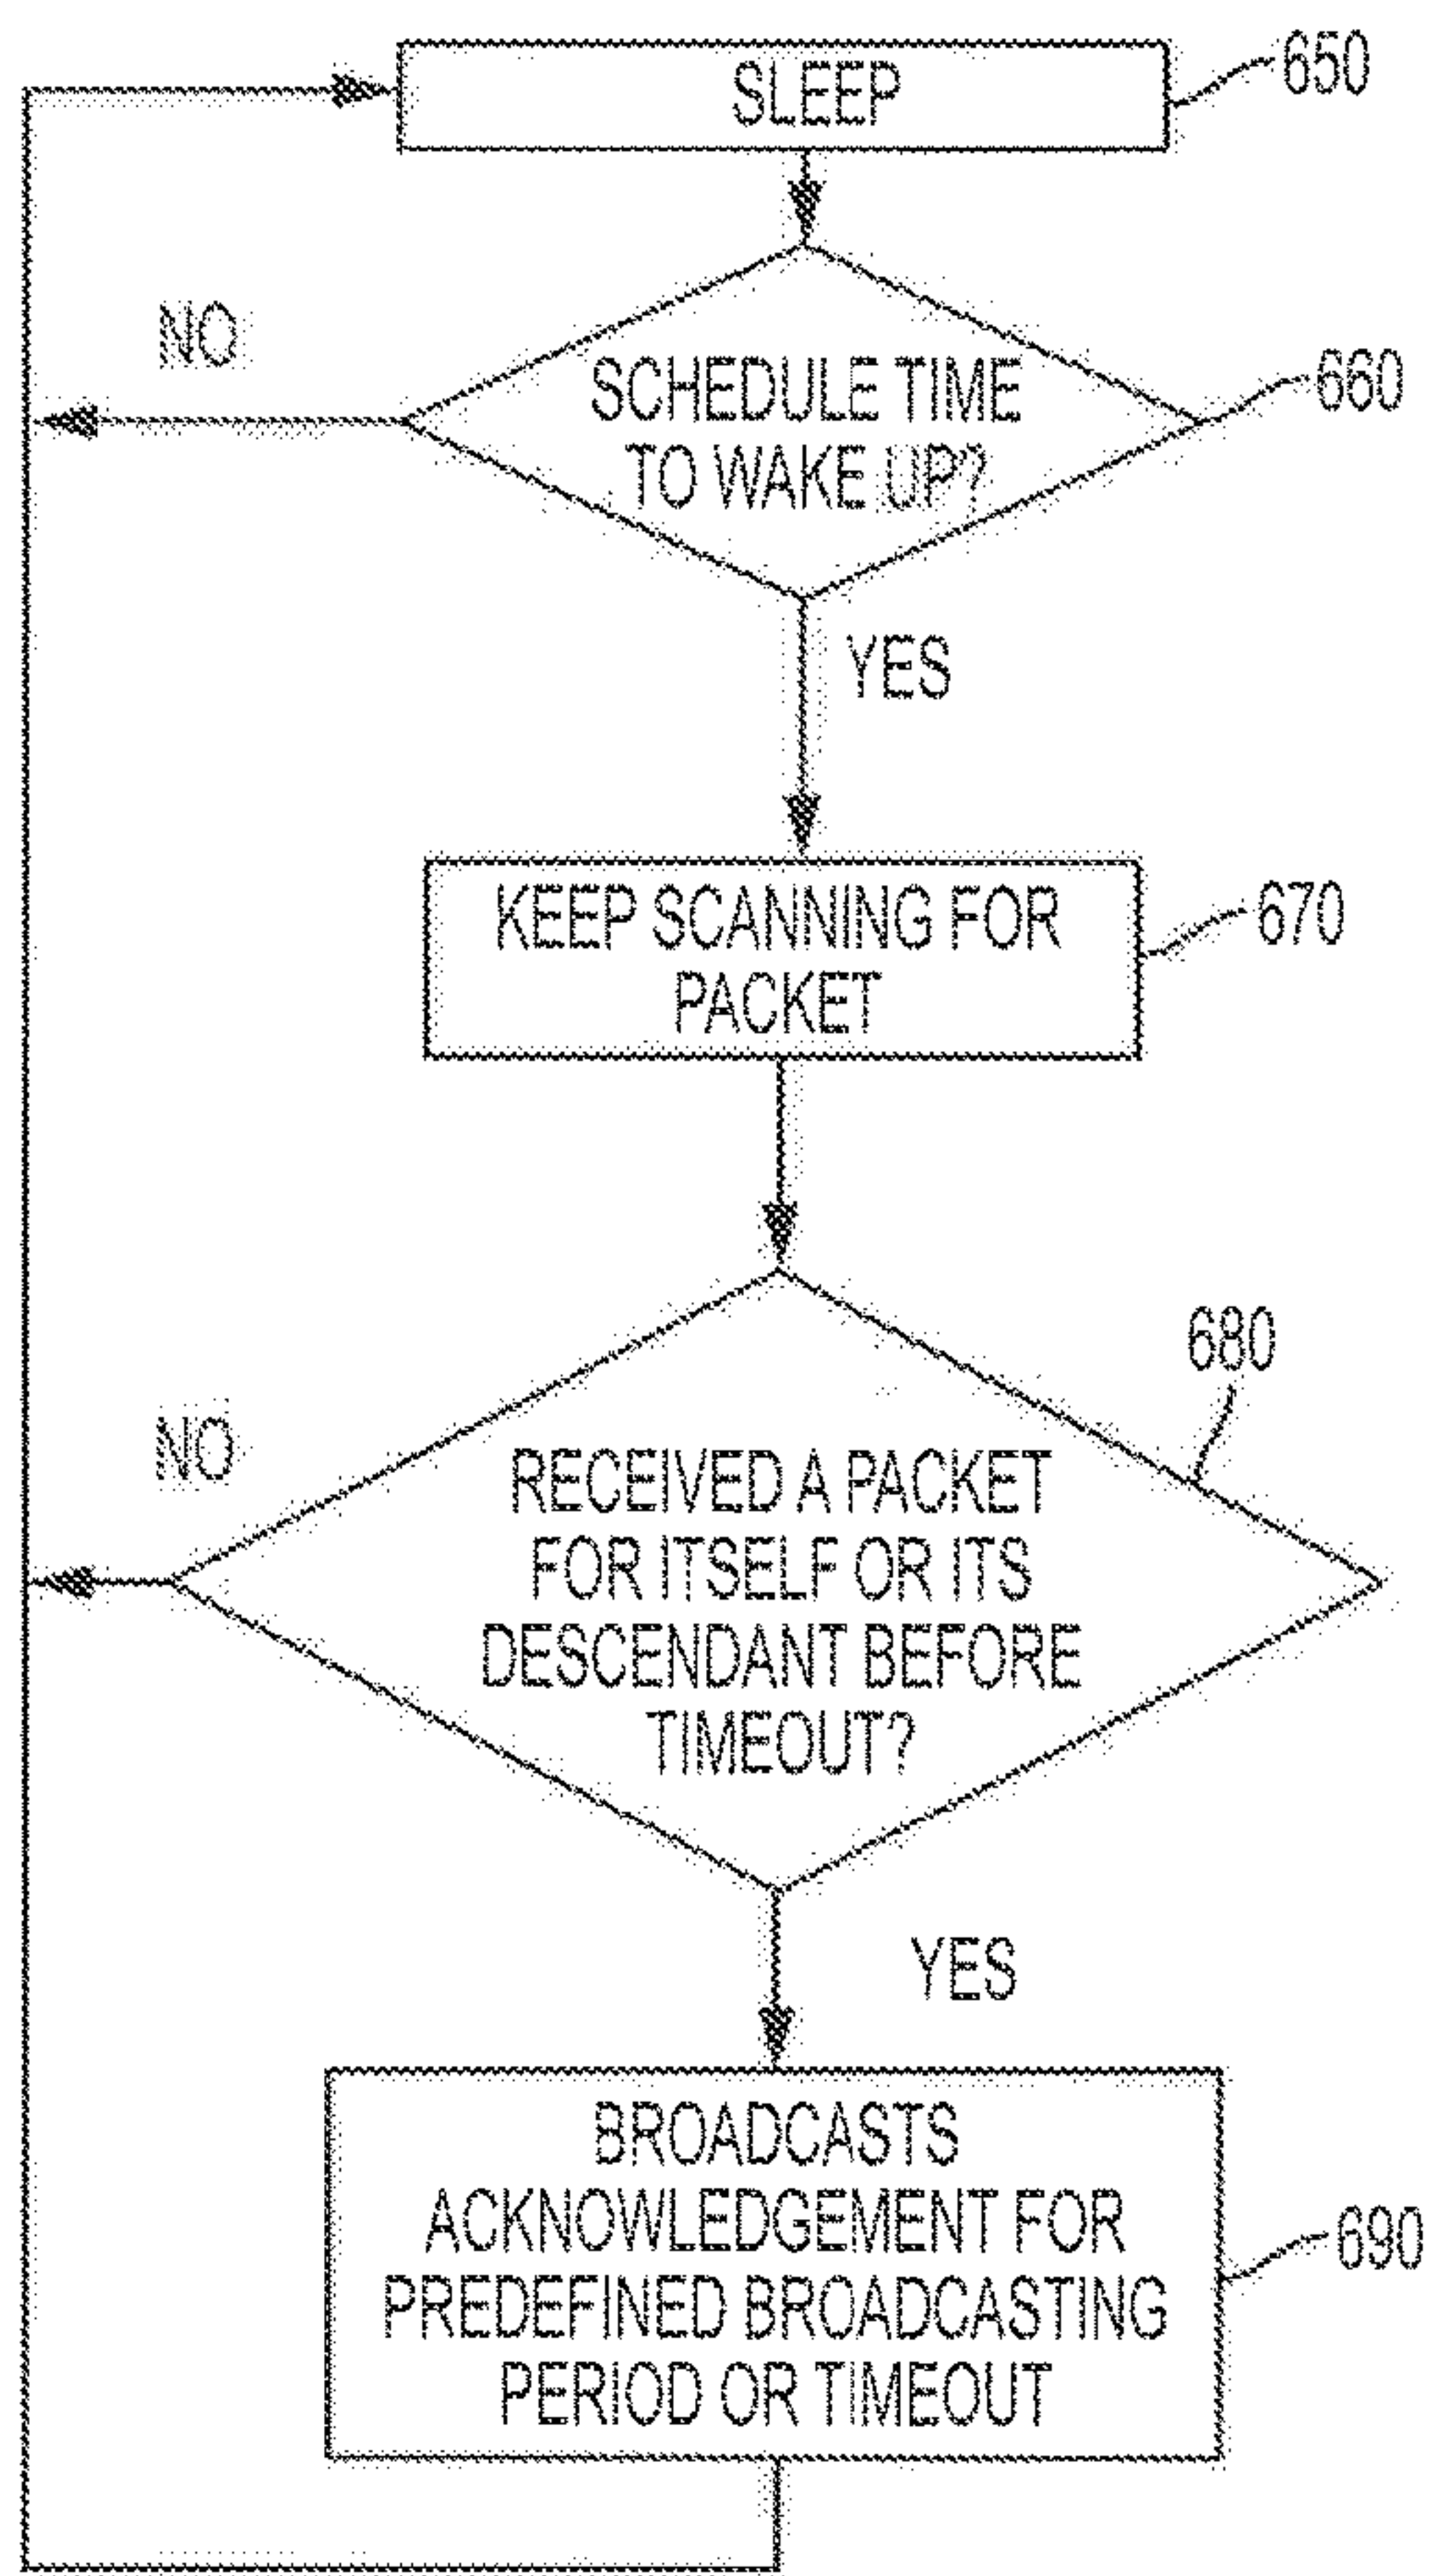 SLEEP
650
NO
SCHEDULE TIME
TO WAKE UP?
660
YES
KEEP SCANNING FOR
PACKET
670
680
NO
RECEIVED A PACKET
FOR ITSELF OR ITS
DESCENDANT BEFORE
TIMEOUT?
YES
BROADCASTS
ACKNOWLEDGEMENT FOR
PREDEFINED BROADCASTING
PERIOD OR TIMEOUT
690